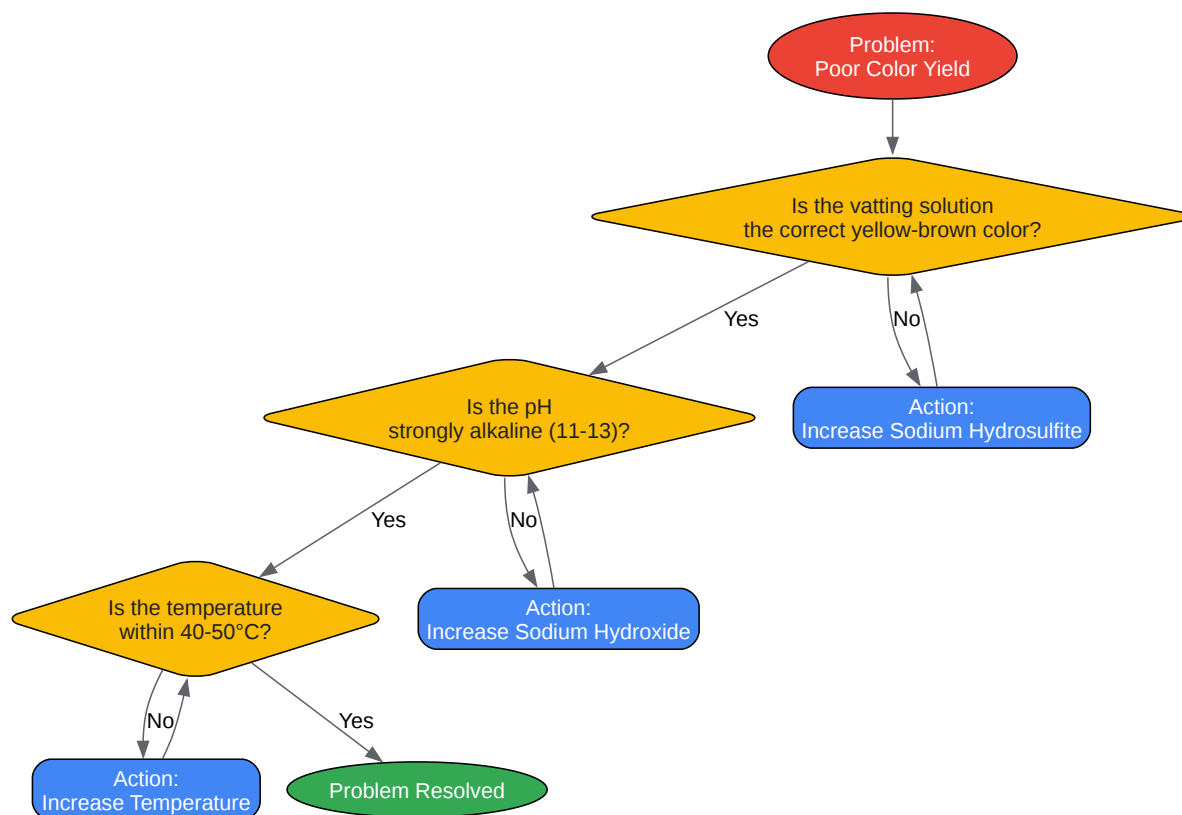 Problem:
Poor Color Yield
Is the vatting solution
the correct yellow-brown color?
Yes
No
Is the pH
strongly alkaline (11-13)?
Action:
Increase Sodium Hydrosulfite
Yes
No
Is the temperature
within 40-50°C?
Action:
Increase Sodium Hydroxide
No
Yes
Action:
Increase Temperature
Problem Resolved